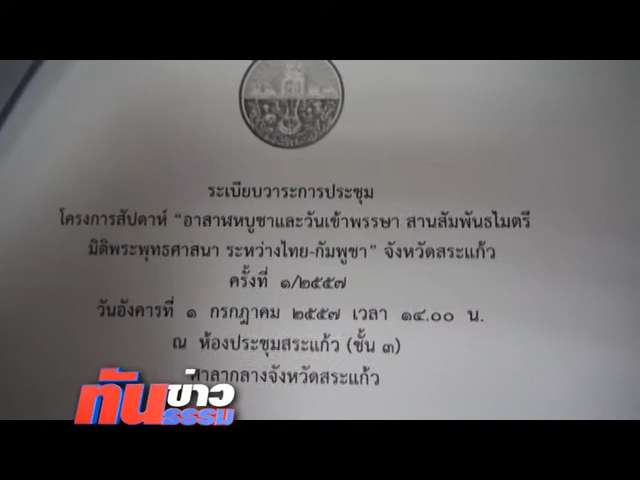 ระเบียบวาระการประชุม
โครงการสัปดาห์ “อาสาฬหบูชาและวันเข้าพรรษา สานสัมพันธไมตรี
มิติพระพุทธศาสนา ระหว่างไทย-กัมพูชา” จังหวัดสระแก้ว
ครั้งที่ ๑/๒๕๕๗
วันอังคารที่ ๑ กรกฎาคม ๒๕๕๗ เวลา ๑๔.๐๐ น.
ณ ห้องประชุมสระแก้ว (ชั้น ๓)
ศาลากลางจังหวัดสระแก้ว
ทันข่าว
ธรรม